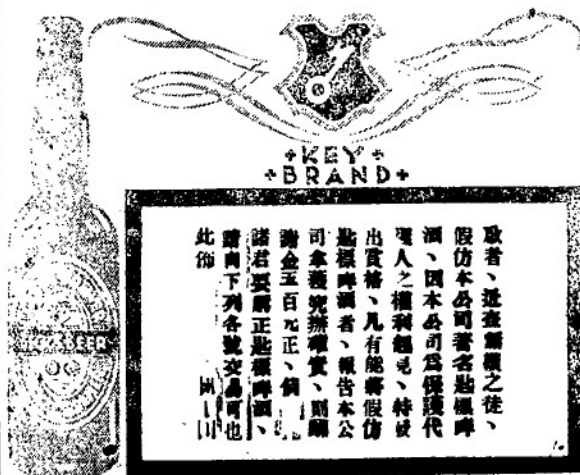 KEY
BRAND
啟者、近查無賴之徒、
假仿本公司著名匙標啤
酒、因本公司爲保護代
理人之權利起見、特設
出賞格、凡有能將假仿
匙標啤酒者、報告本公
司拿獲究辦確實、則酬
謝金五百元正、倘
諸君要購正匙標啤酒、
請向下列各號交易可也
此佈
BEER